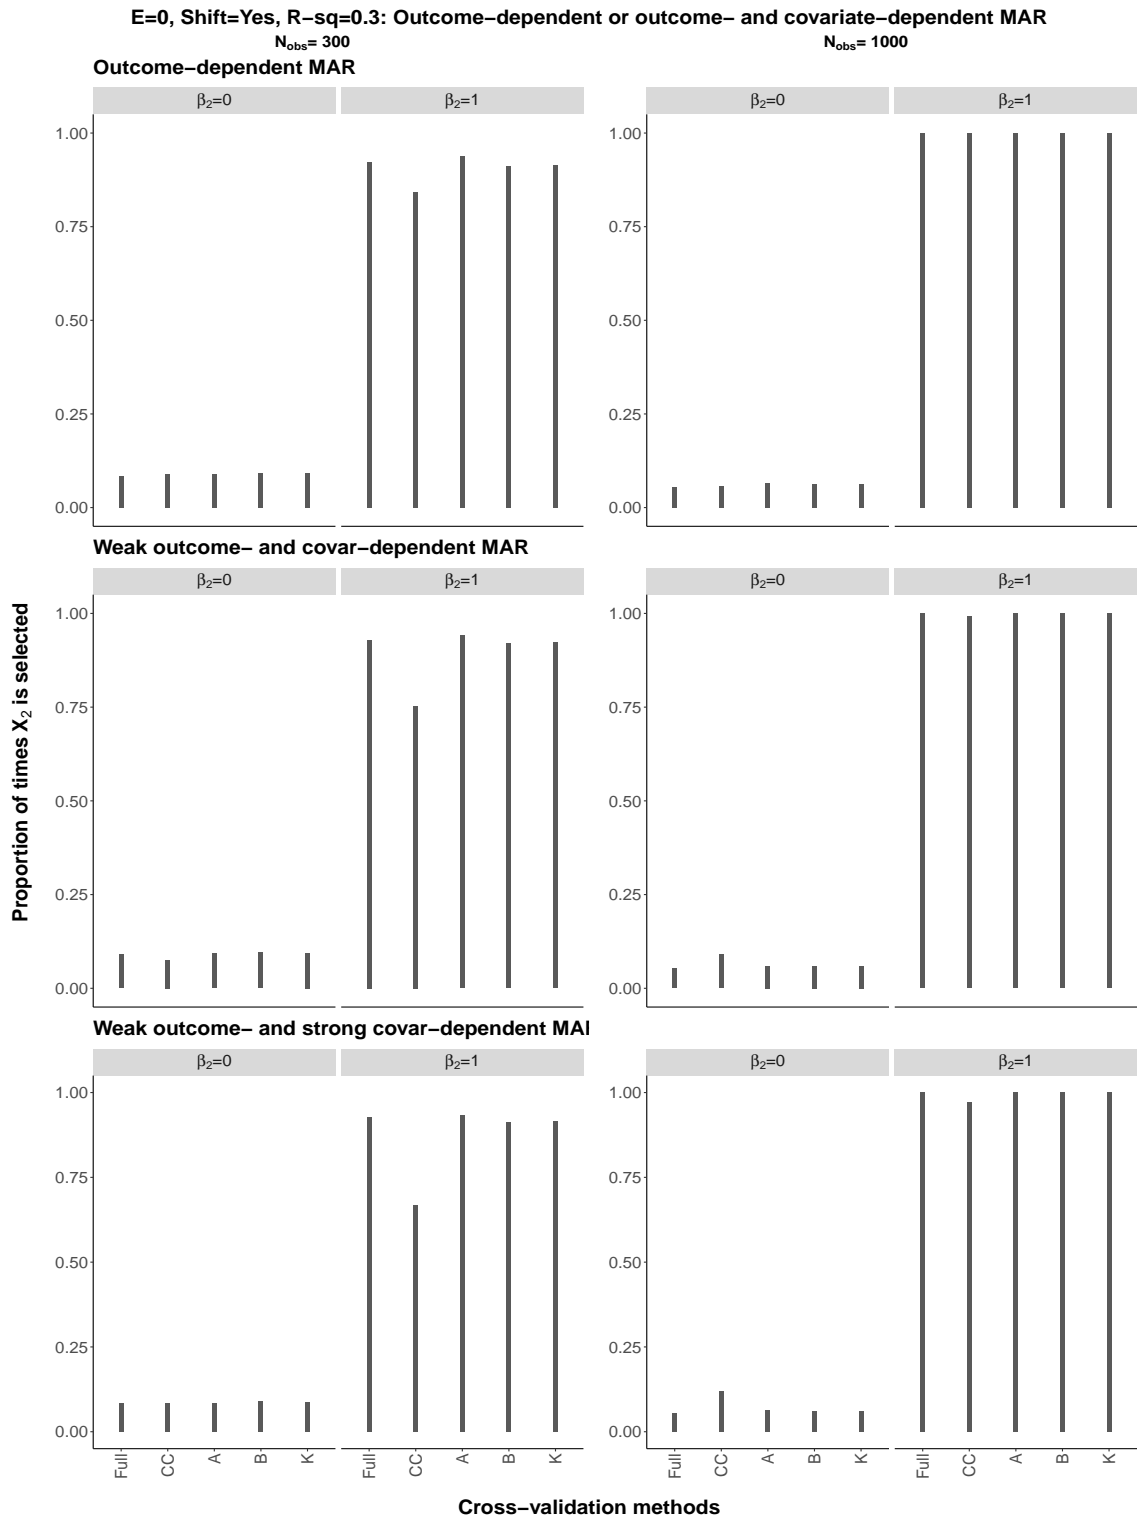 E=0, Shift=Yes, R−sq=0.3: Outcome−dependent or outcome− and covariate−dependent MAR
N_obs= 300
N_obs= 1000
Outcome−dependent MAR
β₂=0
β₂=1
β₂=0
β₂=1
1.00
0.75
0.50
0.25
0.00
1.00
0.75
0.50
0.25
0.00
Weak outcome− and covar−dependent MAR
β₂=0
β₂=1
β₂=0
β₂=1
1.00
0.75
0.50
0.25
0.00
1.00
0.75
0.50
0.25
0.00
Proportion of times X₂ is selected
Weak outcome− and strong covar−dependent MA
β₂=0
β₂=1
β₂=0
β₂=1
1.00
0.75
0.50
0.25
0.00
1.00
0.75
0.50
0.25
0.00
Full CC A B K
Full CC A B K
Full CC A B K
Full CC A B K
Cross−validation methods